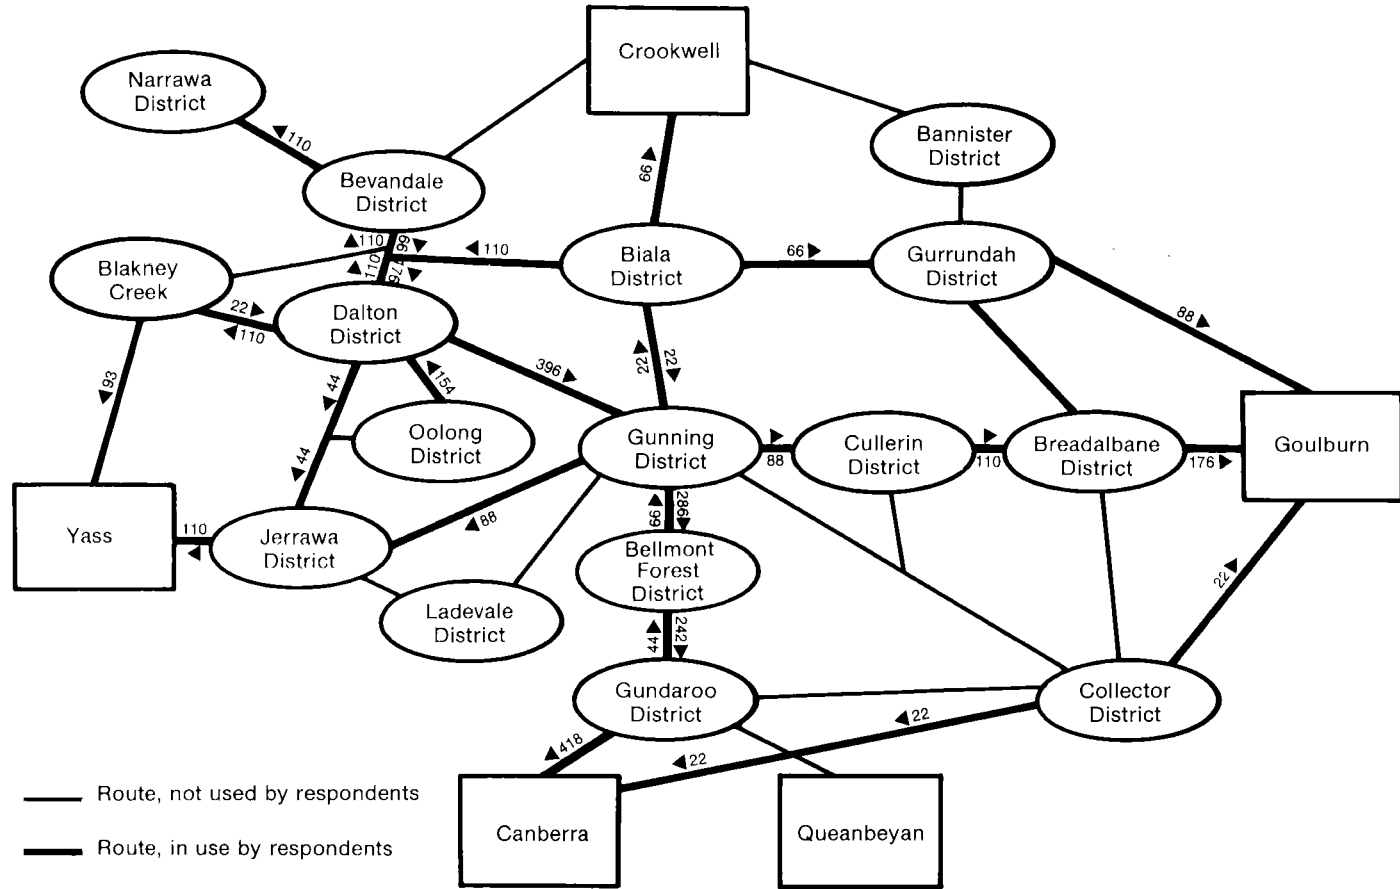 Crookwell
Narrawa
District
110
Bannister
District
66
Bevandale
District
110
66
110
110
Biala
District
66
Gurrundah
District
Blakney
Creek
22
110
Dalton
District
88
93
44
154
396
22
22
Oolong
District
44
Gunning
District
88
Cullerin
District
110
Breadalbane
District
176
Goulburn
Yass
110
Jerrawa
District
88
66
286
Bellmont
Forest
District
22
Ladevale
District
44
242
Gundaroo
District
Collector
District
418
22
22
Canberra
Queanbeyan
Route, not used by respondents
Route, in use by respondents